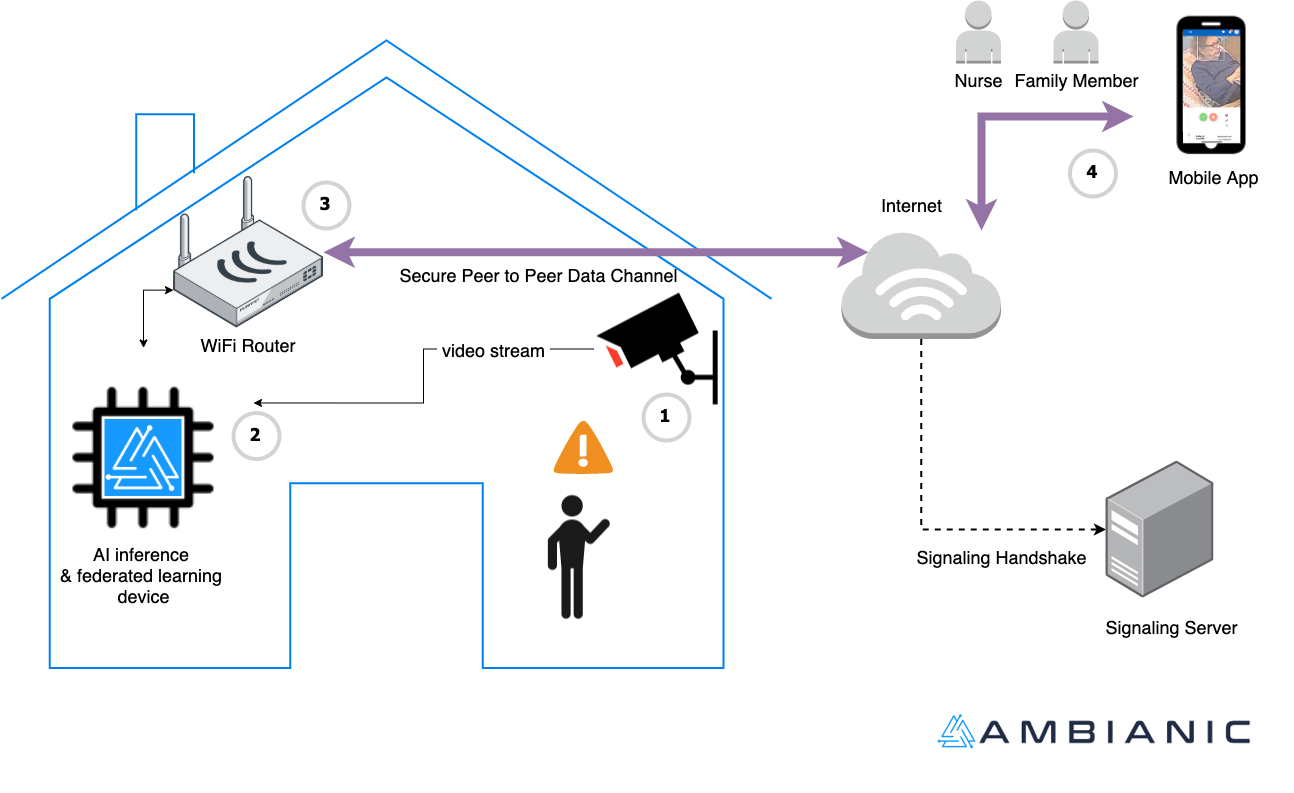 Nurse
Family Member
4
Mobile App
Internet
3
Secure Peer to Peer Data Channel
WiFi Router
video stream
1
2
AI inference
& federated learning
device
Signaling Handshake
Signaling Server
AMBIANIC